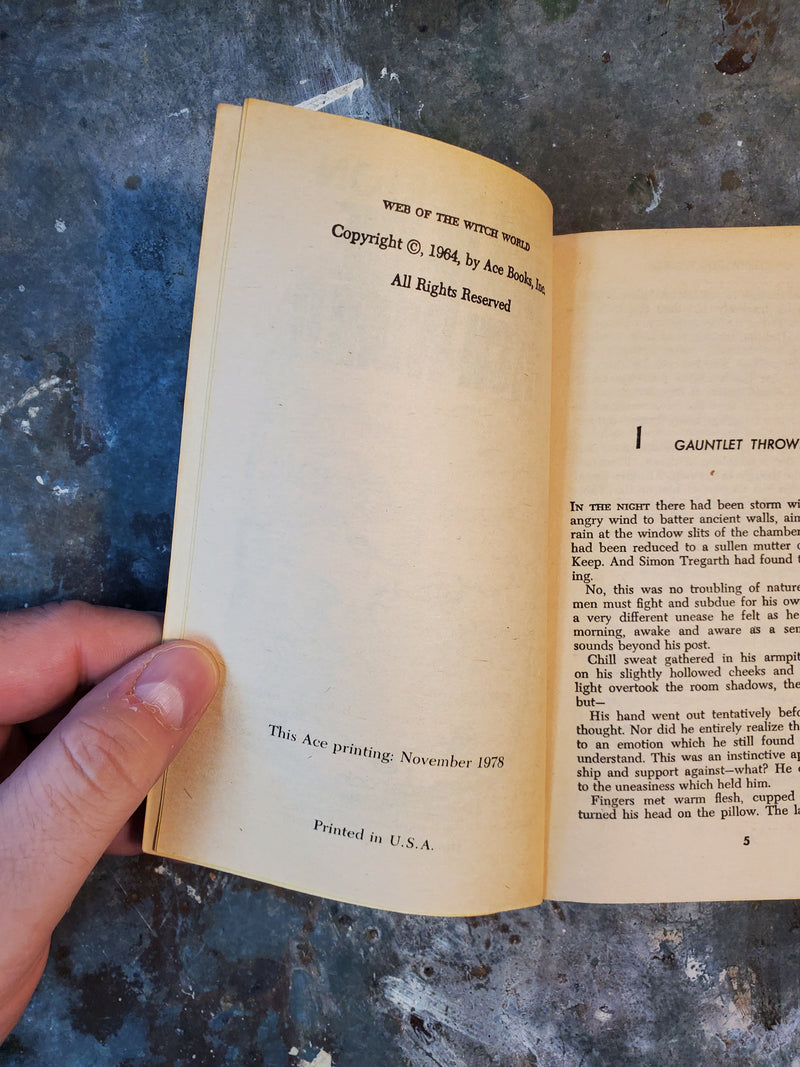 WEB OF THE WITCH WORLD
Copyright ©, 1964, by Ace Books, Inc.
All Rights Reserved
This Ace printing: November 1978
Printed in U.S.A.
I GAUNTLET THROW
IN THE NIGHT there had been storm wi
angry wind to batter ancient walls, aim
rain at the window slits of the chamber
had been reduced to a sullen mutter o
Keep. And Simon Tregarth had found t
ing.
No, this was no troubling of nature
men must fight and subdue for his ow
a very different unease he felt as he
morning, awake and aware as a sen
sounds beyond his post.
Chill sweat gathered in his armpit
on his slightly hollowed cheeks and
light overtook the room shadows, the
but—
His hand went out tentatively befo
thought. Nor did he entirely realize th
to an emotion which he still found
understand. This was an instinctive ap
ship and support against—what? He c
to the uneasiness which held him.
Fingers met warm flesh, cupped
turned his head on the pillow. The la
5